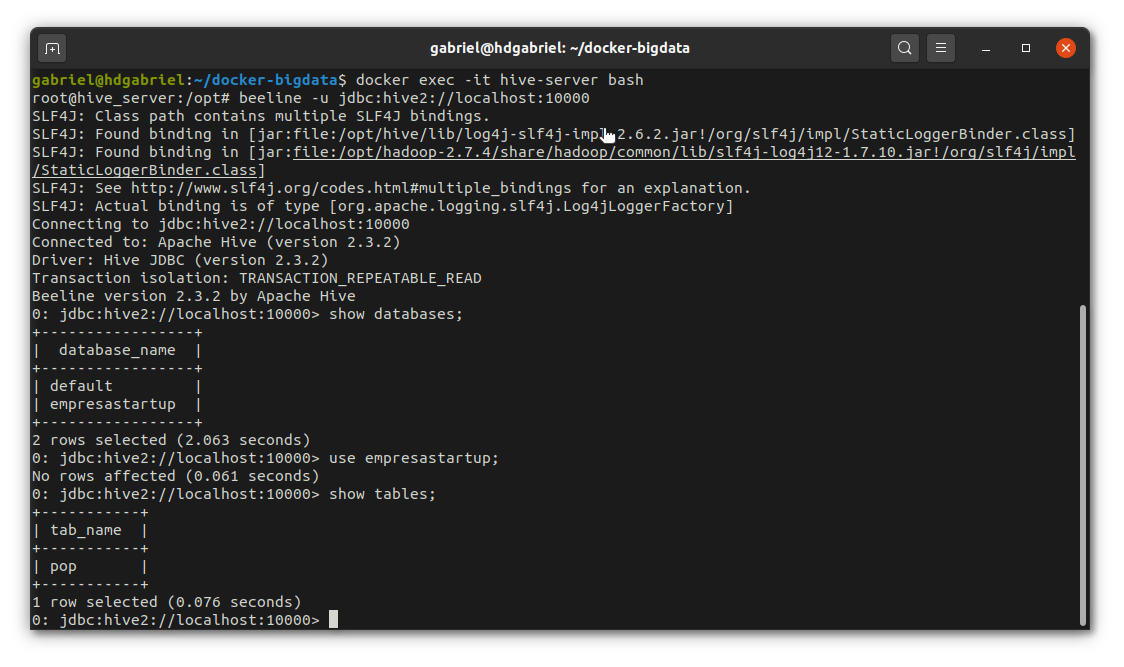 gabriel@hdgabriel: ~/docker-bigdata
gabriel@hdgabriel:~/docker-bigdata$ docker exec -it hive-server bash
root@hive_server:/opt# beeline -u jdbc:hive2://localhost:10000
SLF4J: Class path contains multiple SLF4J bindings.
SLF4J: Found binding in [jar:file:/opt/hive/lib/log4j-slf4j-impl-2.6.2.jar!/org/slf4j/impl/StaticLoggerBinder.class]
SLF4J: Found binding in [jar:file:/opt/hadoop-2.7.4/share/hadoop/common/lib/slf4j-log4j12-1.7.10.jar!/org/slf4j/impl
/StaticLoggerBinder.class]
SLF4J: See http://www.slf4j.org/codes.html#multiple_bindings for an explanation.
SLF4J: Actual binding is of type [org.apache.logging.slf4j.Log4jLoggerFactory]
Connecting to jdbc:hive2://localhost:10000
Connected to: Apache Hive (version 2.3.2)
Driver: Hive JDBC (version 2.3.2)
Transaction isolation: TRANSACTION_REPEATABLE_READ
Beeline version 2.3.2 by Apache Hive
0: jdbc:hive2://localhost:10000> show databases;
+-----------------+
|  database_name  |
+-----------------+
| default         |
| empresastartup  |
+-----------------+
2 rows selected (2.063 seconds)
0: jdbc:hive2://localhost:10000> use empresastartup;
No rows affected (0.061 seconds)
0: jdbc:hive2://localhost:10000> show tables;
+-----------+
| tab_name  |
+-----------+
| pop       |
+-----------+
1 row selected (0.076 seconds)
0: jdbc:hive2://localhost:10000>